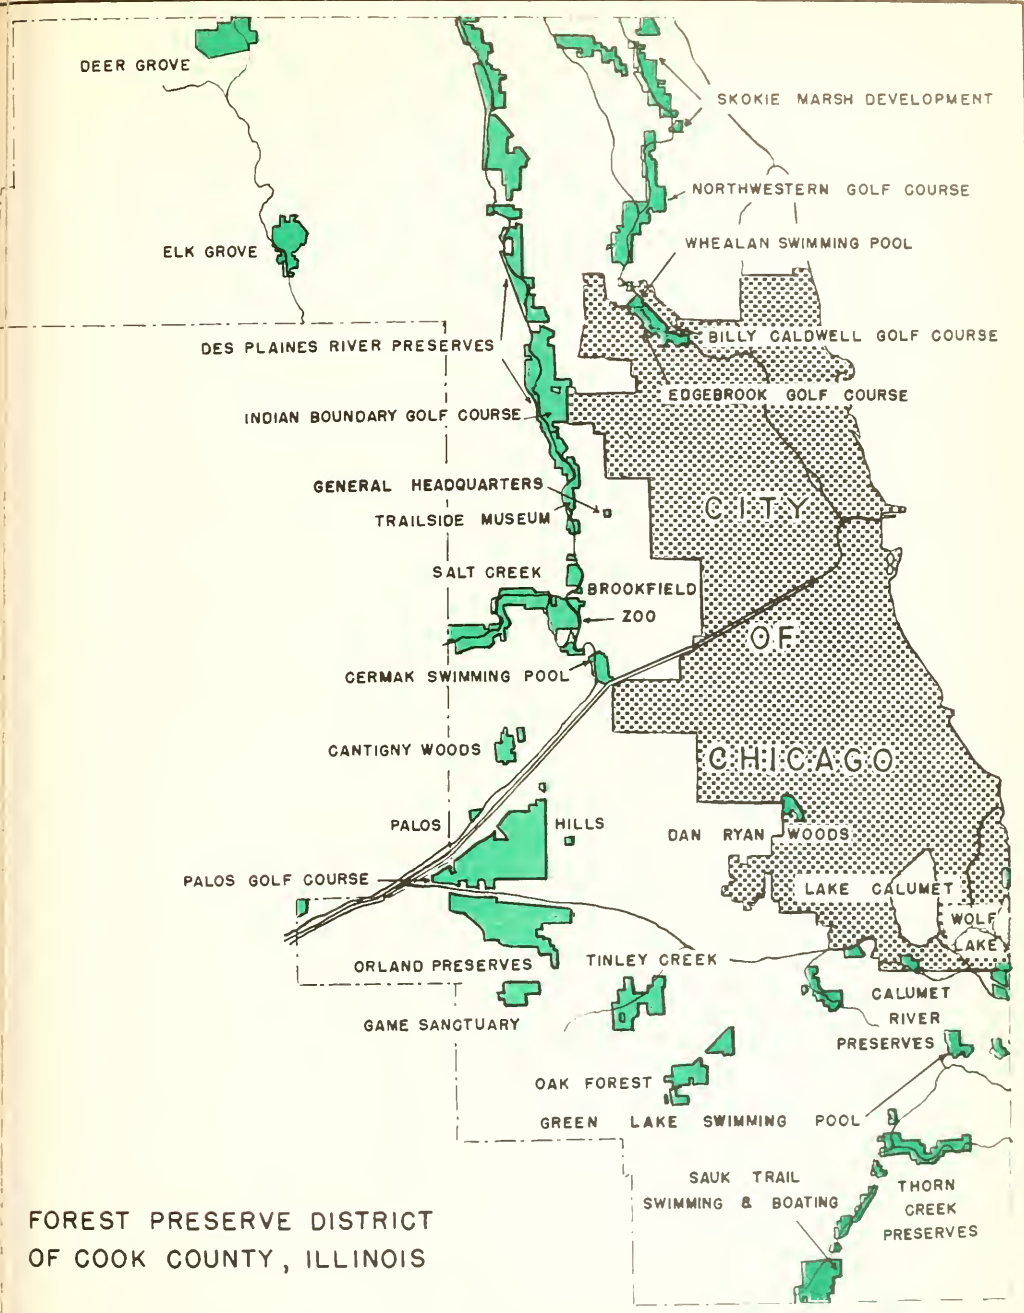 DEER GROVE
SKOKIE MARSH DEVELOPMENT
NORTHWESTERN GOLF COURSE
ELK GROVE
WHEALAN SWIMMING POOL
DES PLAINES RIVER PRESERVES
BILLY CALDWELL GOLF COURSE
EDGEBROOK GOLF COURSE
INDIAN BOUNDARY GOLF COURSE
GENERAL HEADQUARTERS
TRAILSIDE MUSEUM
CITY
SALT CREEK
BROOKFIELD
ZOO
OF
CERMAK SWIMMING POOL
CANTIGNY WOODS
CHICAGO
PALOS HILLS
DAN RYAN WOODS
PALOS GOLF COURSE
LAKE CALUMET
WOLF
LAKE
ORLAND PRESERVES
TINLEY CREEK
GAME SANCTUARY
CALUMET
RIVER
PRESERVES
OAK FOREST
GREEN LAKE SWIMMING POOL
SAUK TRAIL
SWIMMING & BOATING
THORN
CREEK
PRESERVES
FOREST PRESERVE DISTRICT
OF COOK COUNTY, ILLINOIS